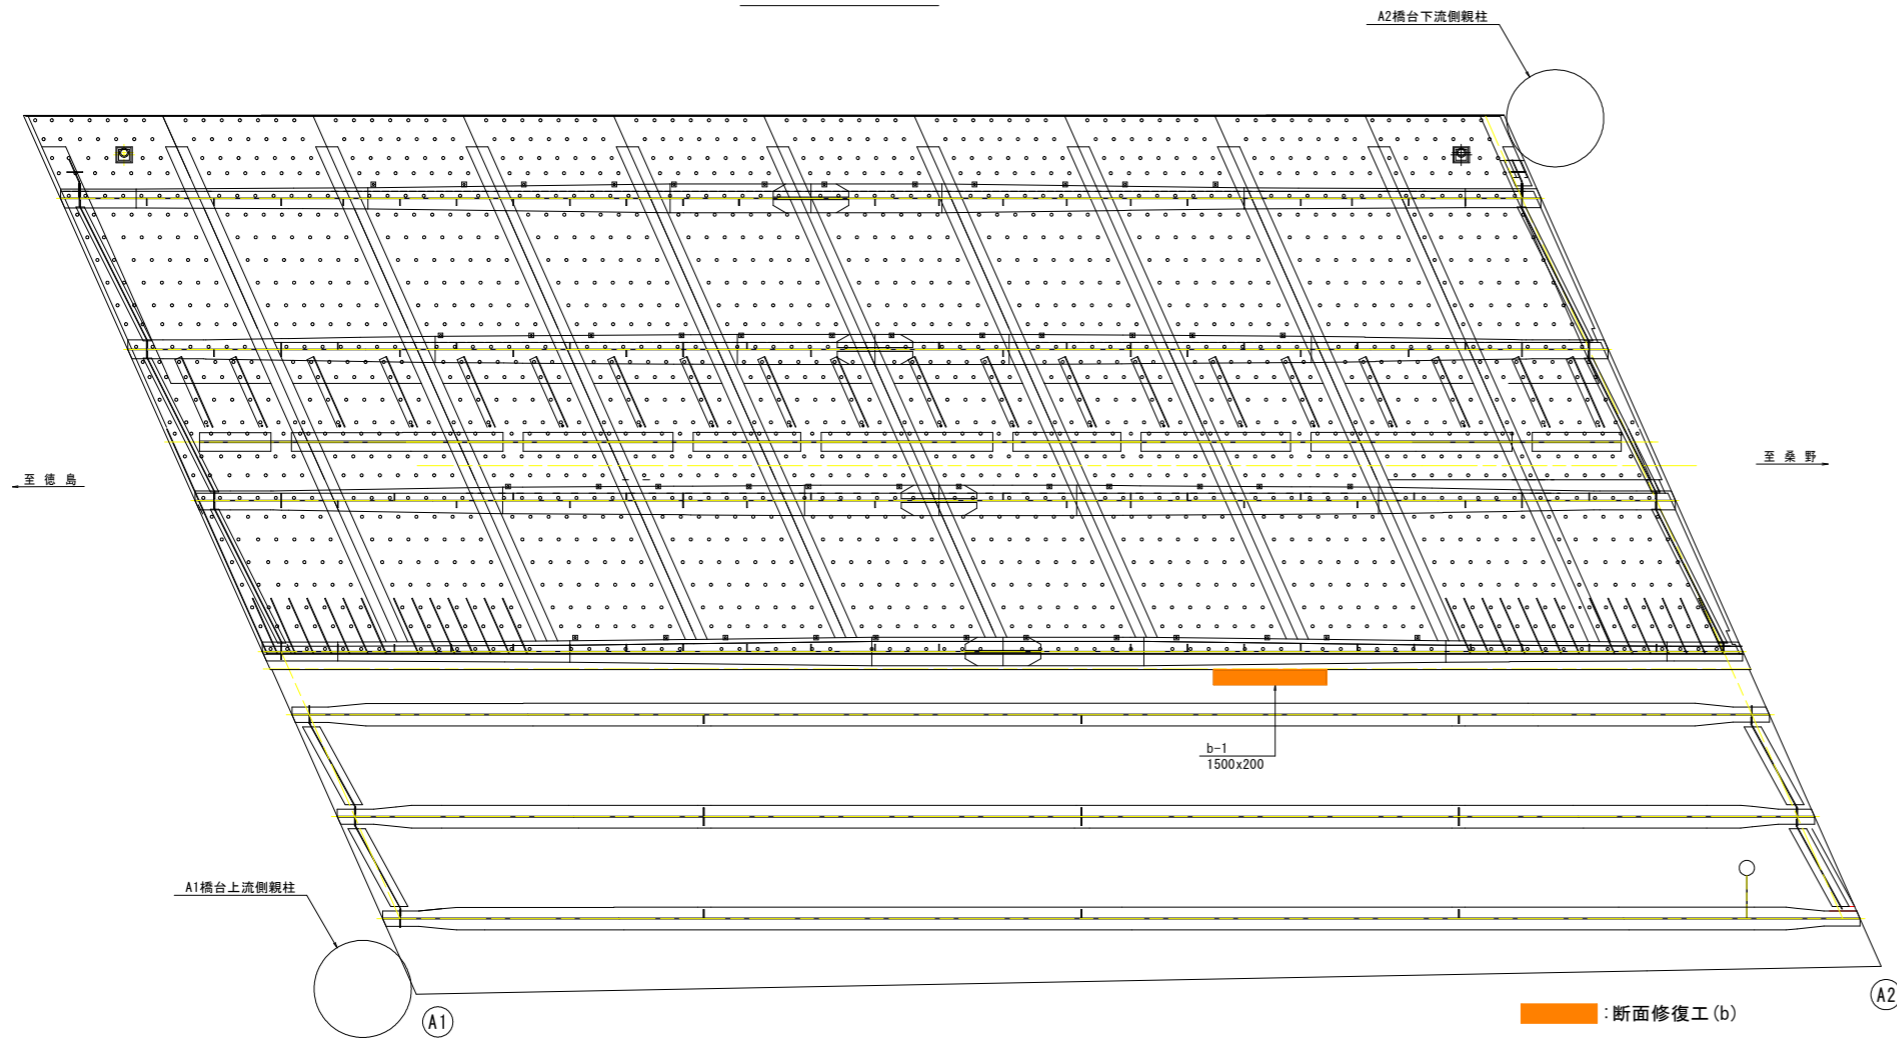 A2橋台下流側親柱
至 徳 島
至 桑 野
b-1
1500x200
A1橋台上流側親柱
A1
A2
:断面修復工(b)